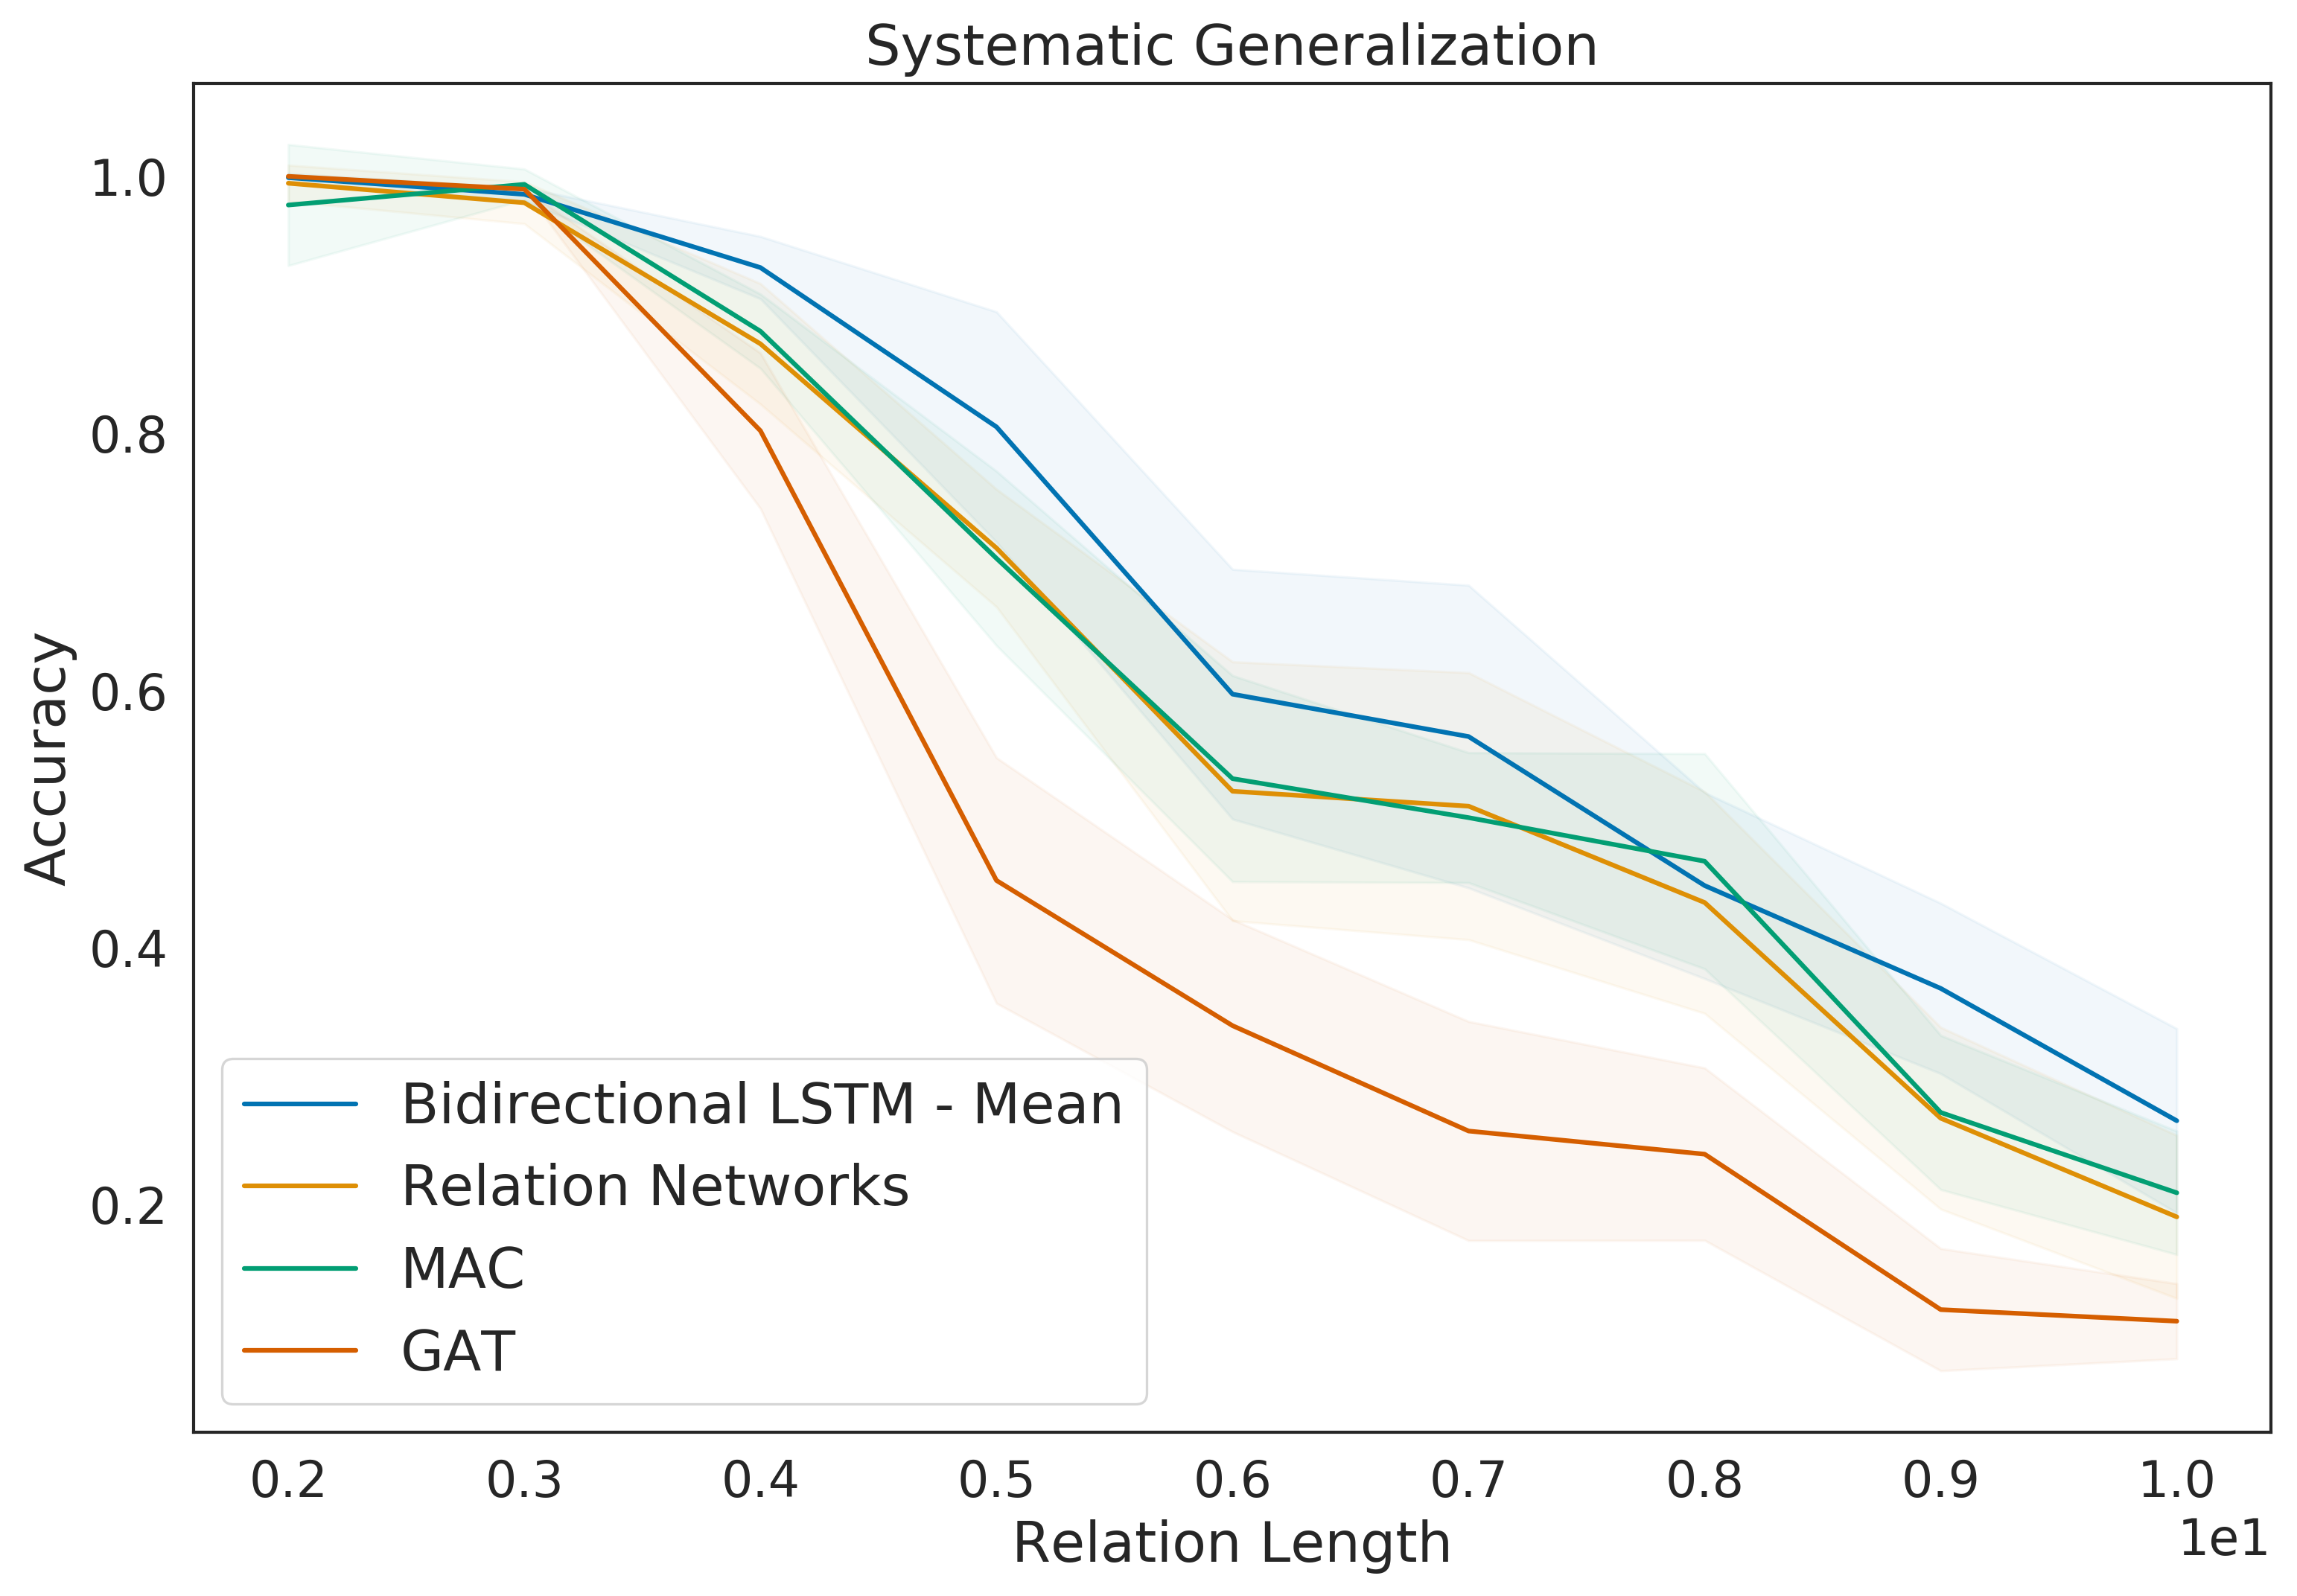 Systematic Generalization
Accuracy
1.0
0.8
0.6
0.4
0.2
Bidirectional LSTM - Mean
Relation Networks
MAC
GAT
0.2 0.3 0.4 0.5 0.6 0.7 0.8 0.9 1.0
1e1
Relation Length